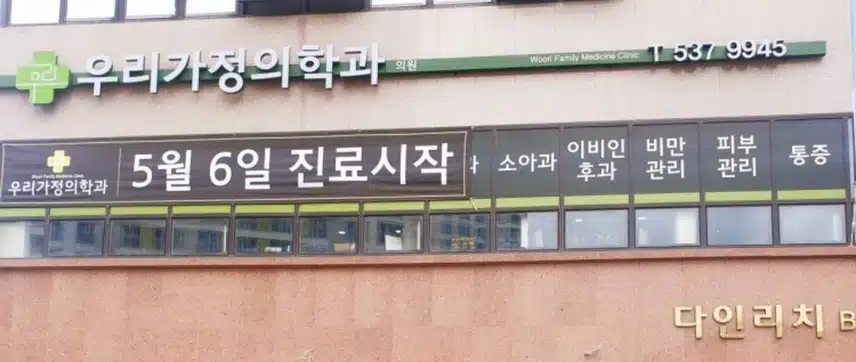 우리 우리가정의학과 의원 Woori Family Medicine Clinic T 537 9945
Woori Family Medicine Clinic
우리가정의학과
5월 6일 진료시작
소아과
이비인
후과
비만
관리
피부
관리
통증
다인리치 B